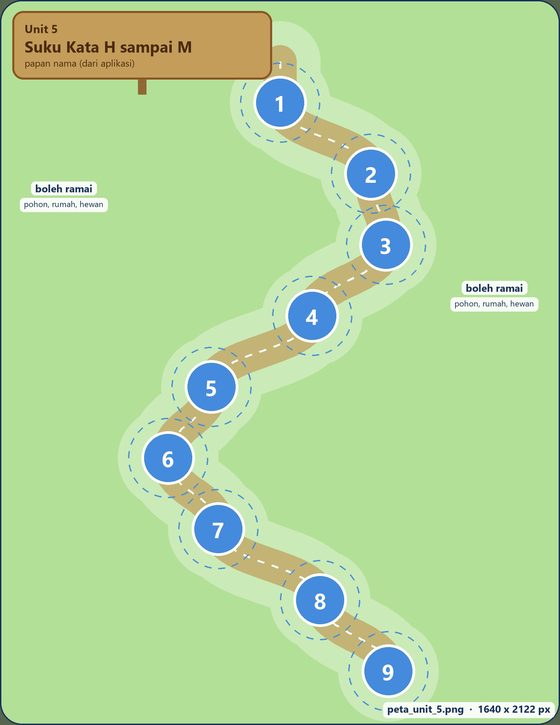 Unit 5
Suku Kata H sampai M
papan nama (dari aplikasi)
1
2
boleh ramai
pohon, rumah, hewan
3
boleh ramai
pohon, rumah, hewan
4
5
6
7
8
9
peta_unit_5.png · 1640 x 2122 px